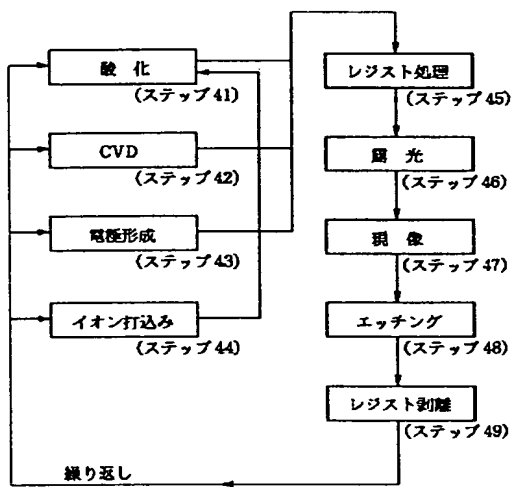 酸 化
(ステップ41)
CVD
(ステップ42)
電極形成
(ステップ43)
イオン打込み
(ステップ44)
レジスト処理
(ステップ45)
露 光
(ステップ46)
現 像
(ステップ47)
エッチング
(ステップ48)
レジスト剥離
(ステップ49)
繰り返し